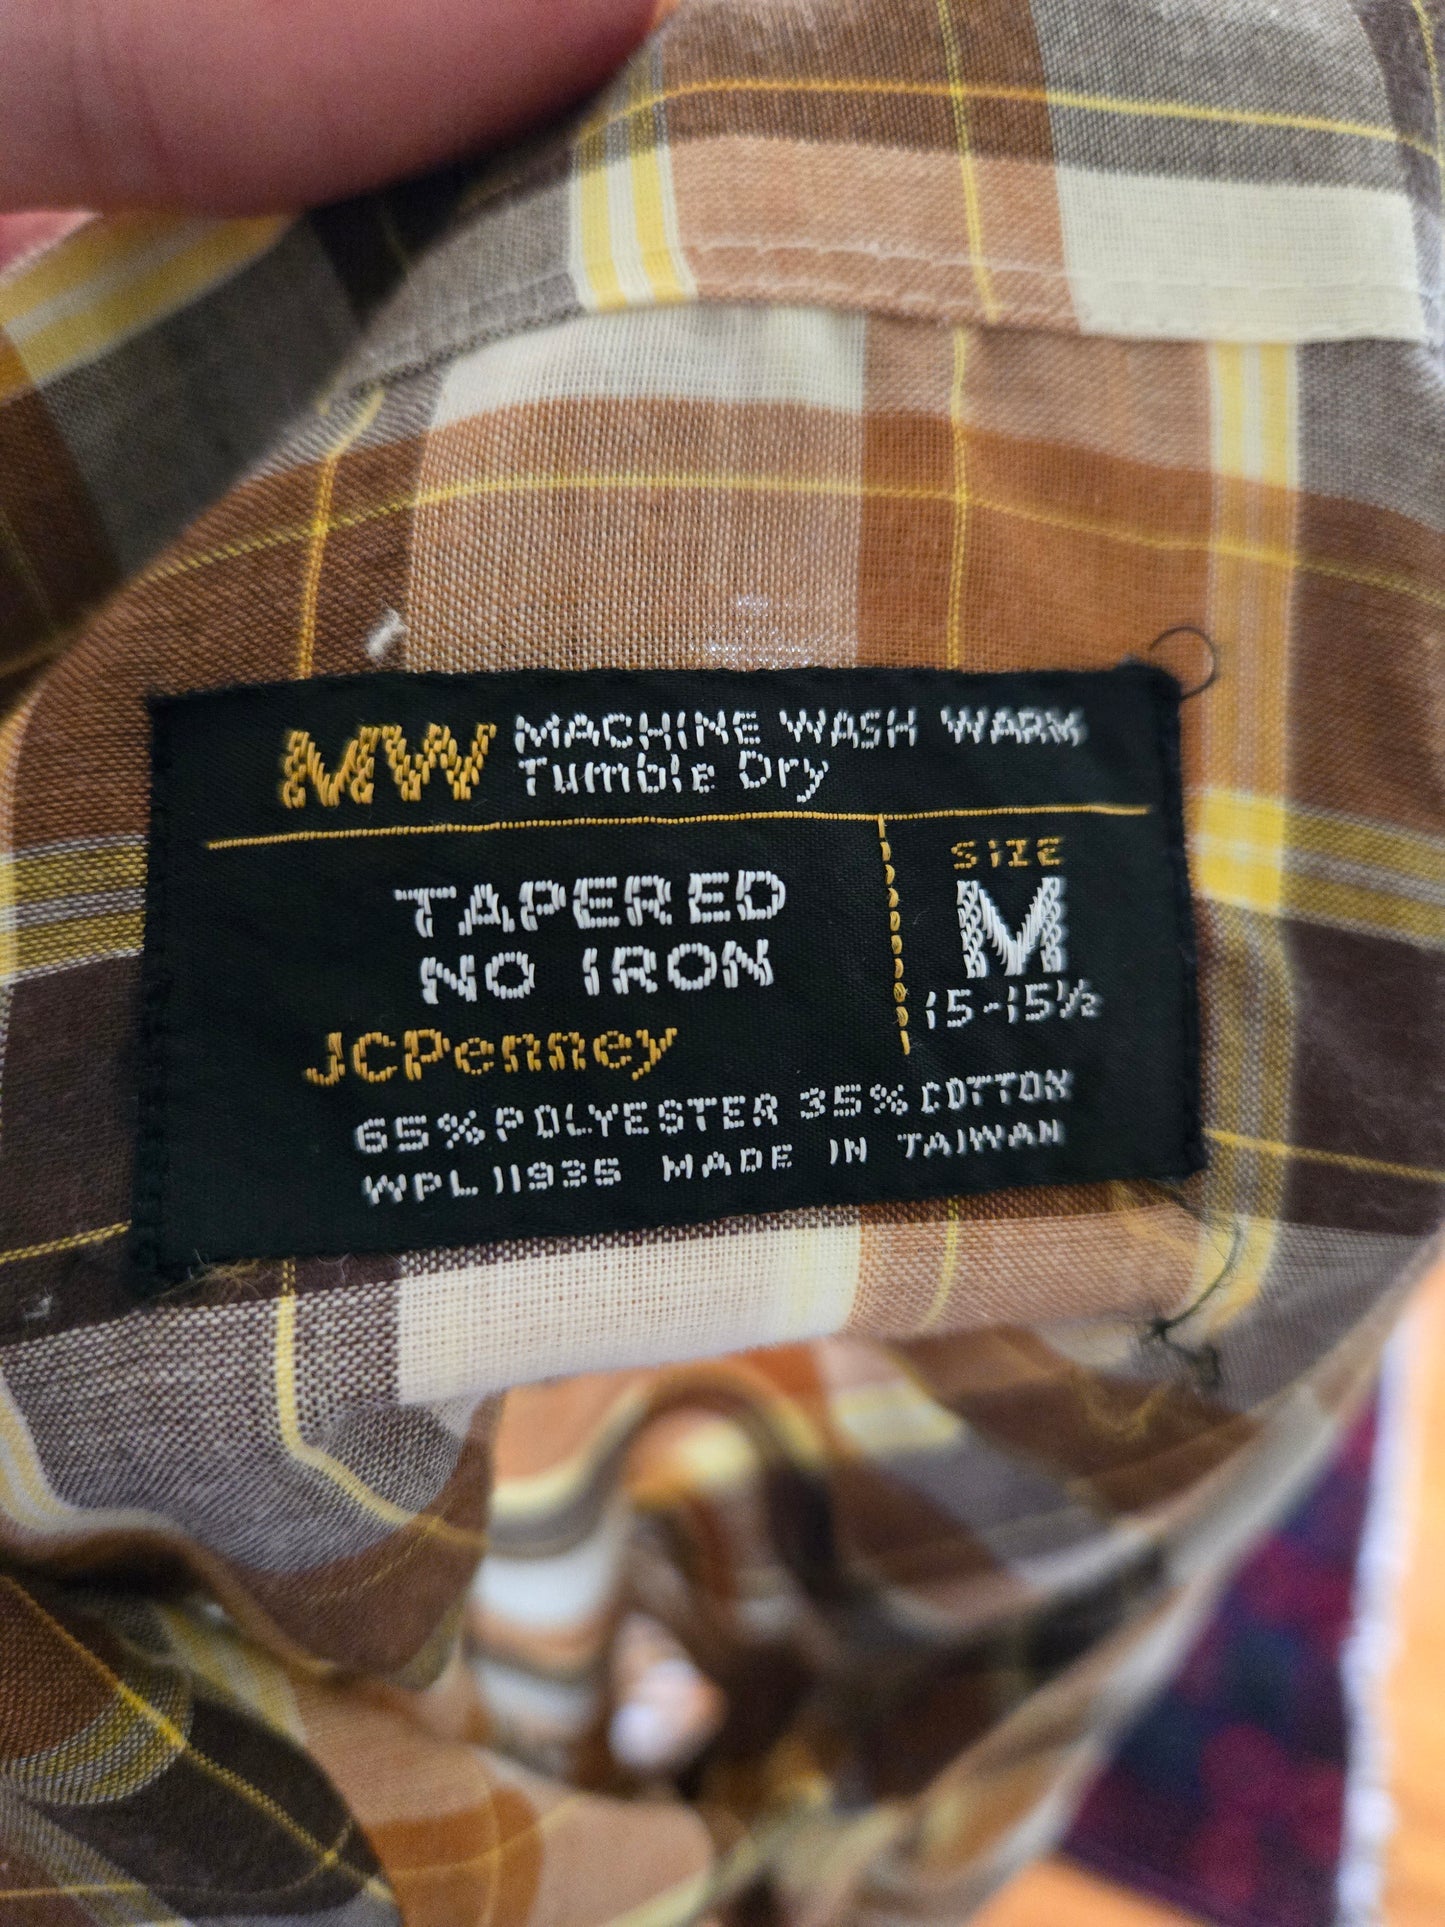 MW MACHINE WASH WARM
Tumble Dry
TAPERED
NO IRON
JCPenney
SIZE
M
15-15½
65% POLYESTER 35% COTTON
WPL 11935 MADE IN TAIWAN